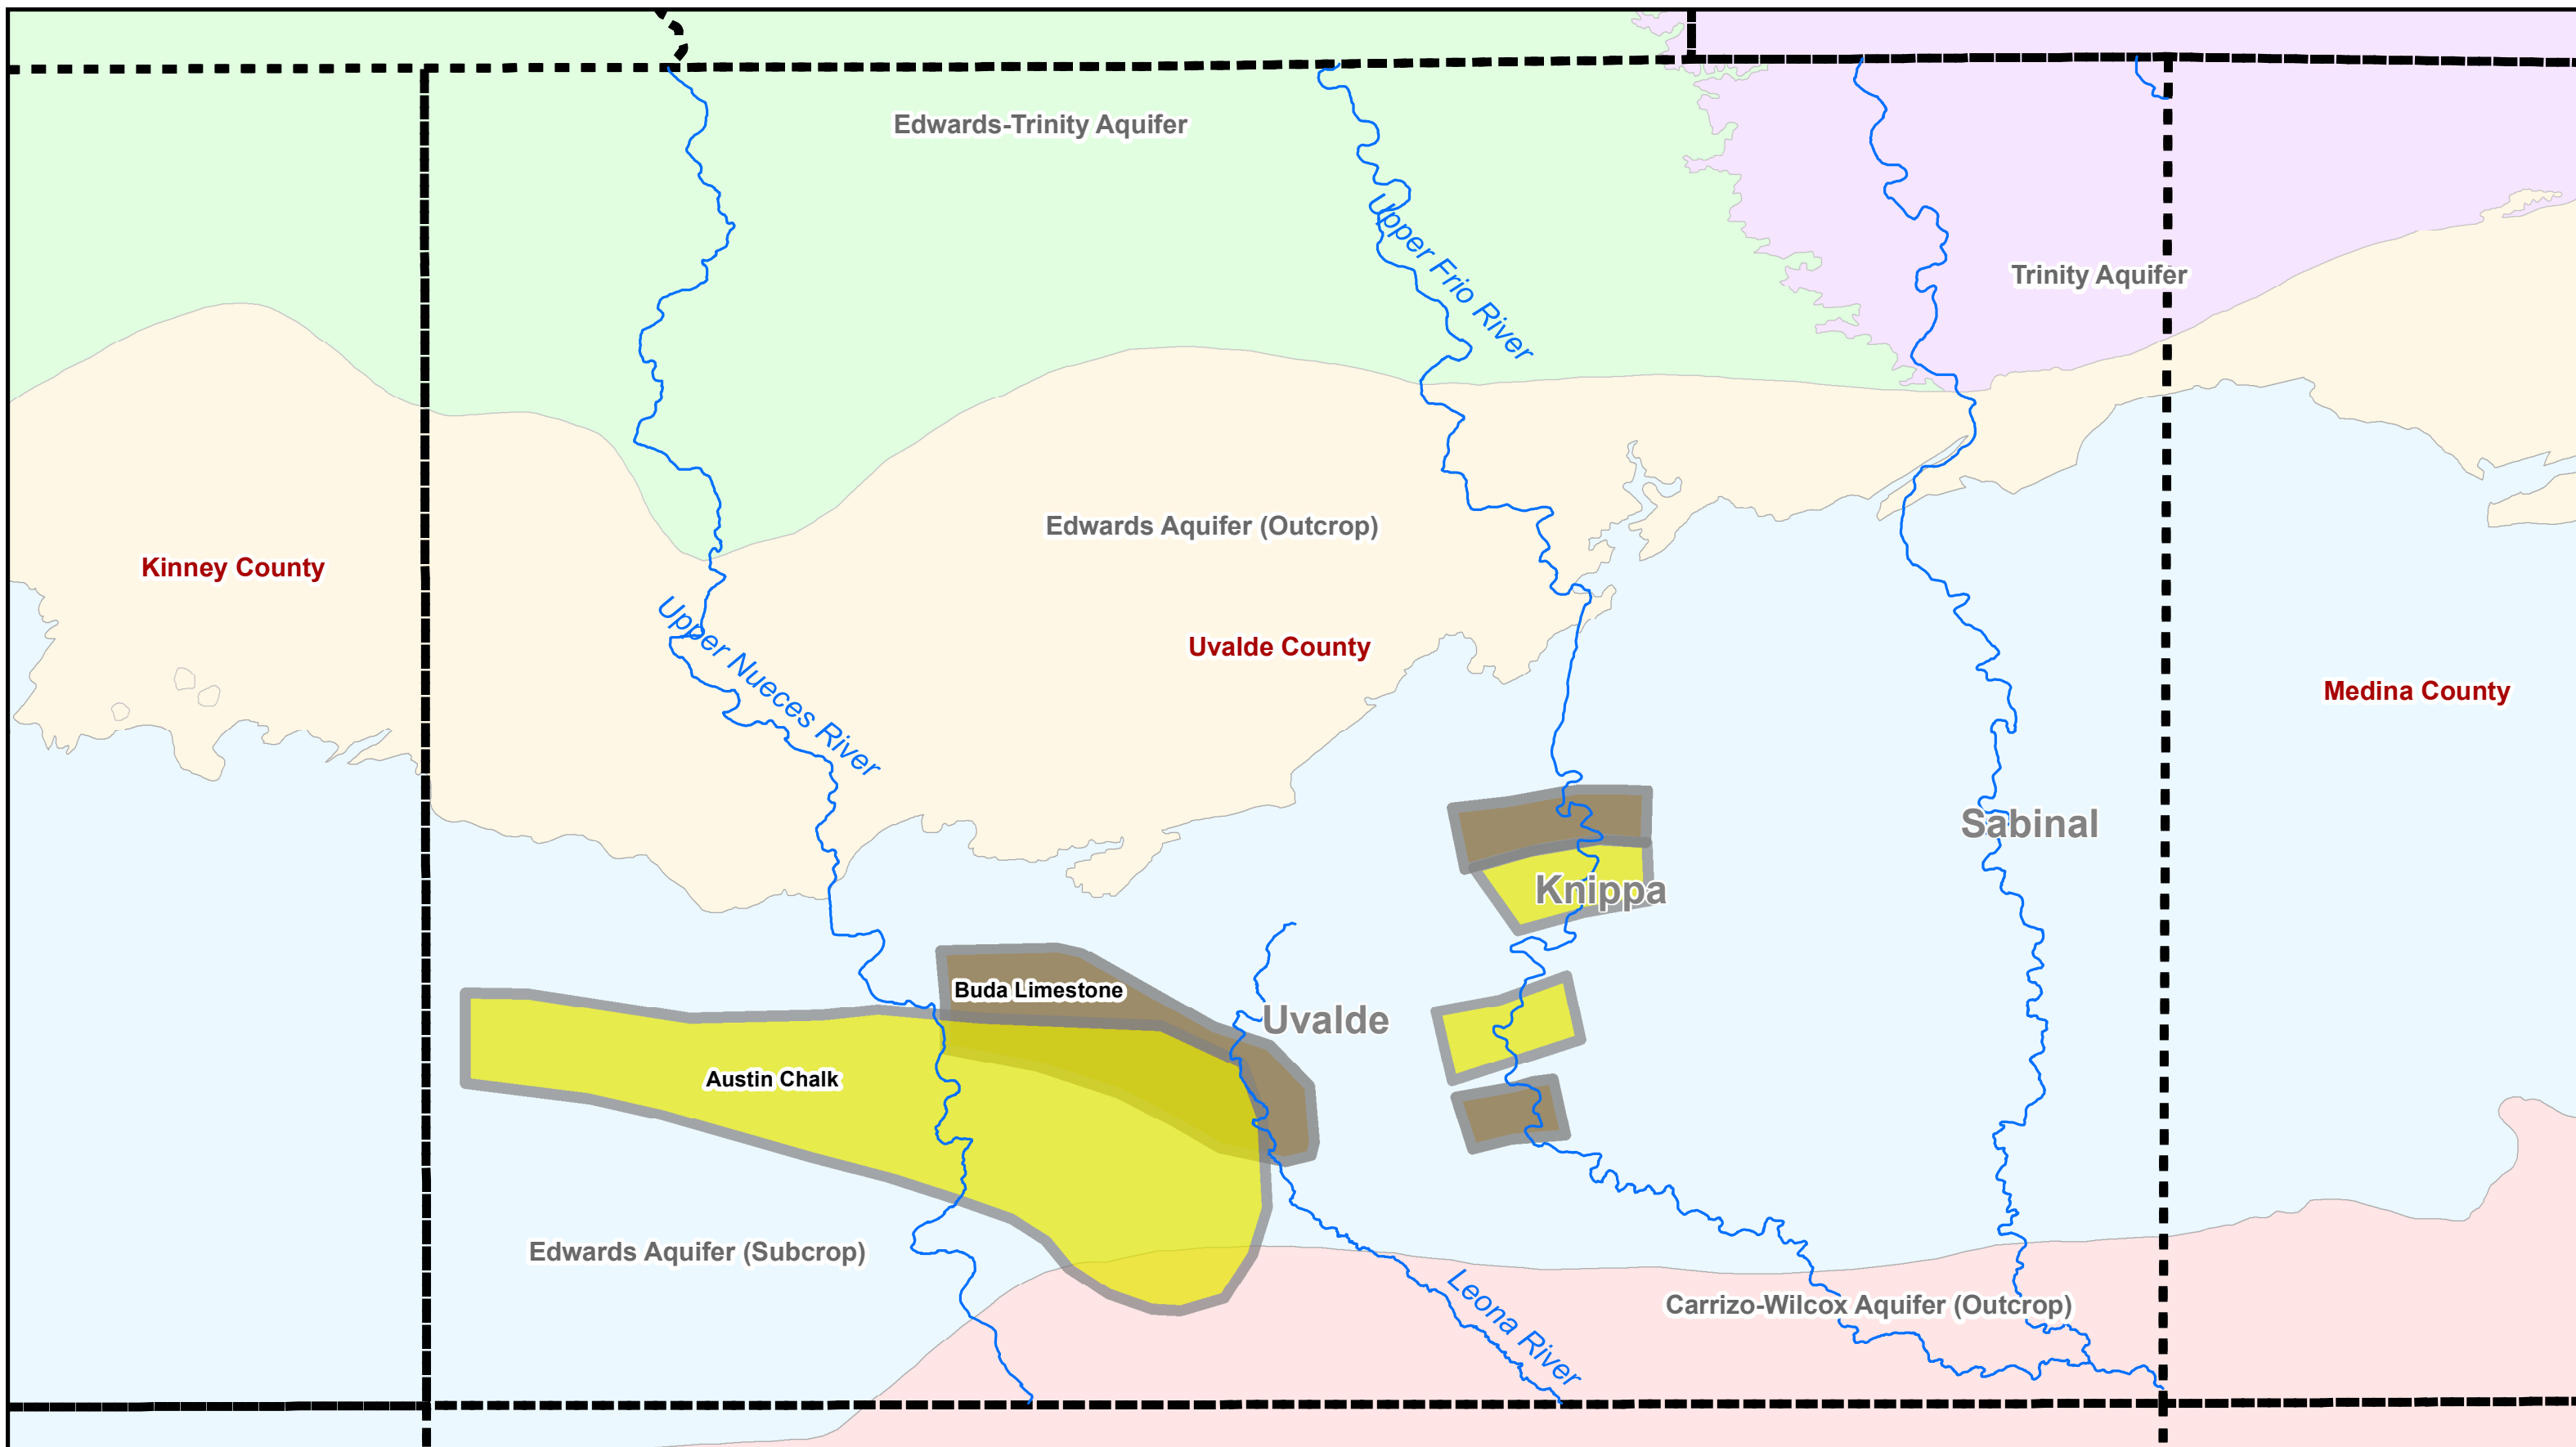 Edwards-Trinity Aquifer
Upper Frio River
Trinity Aquifer
Edwards Aquifer (Outcrop)
Kinney County
Uvalde County
Upper Nueces River
Medina County
Sabinal
Knippa
Buda Limestone
Uvalde
Austin Chalk
Edwards Aquifer (Subcrop)
Leona River
Carrizo-Wilcox Aquifer (Outcrop)